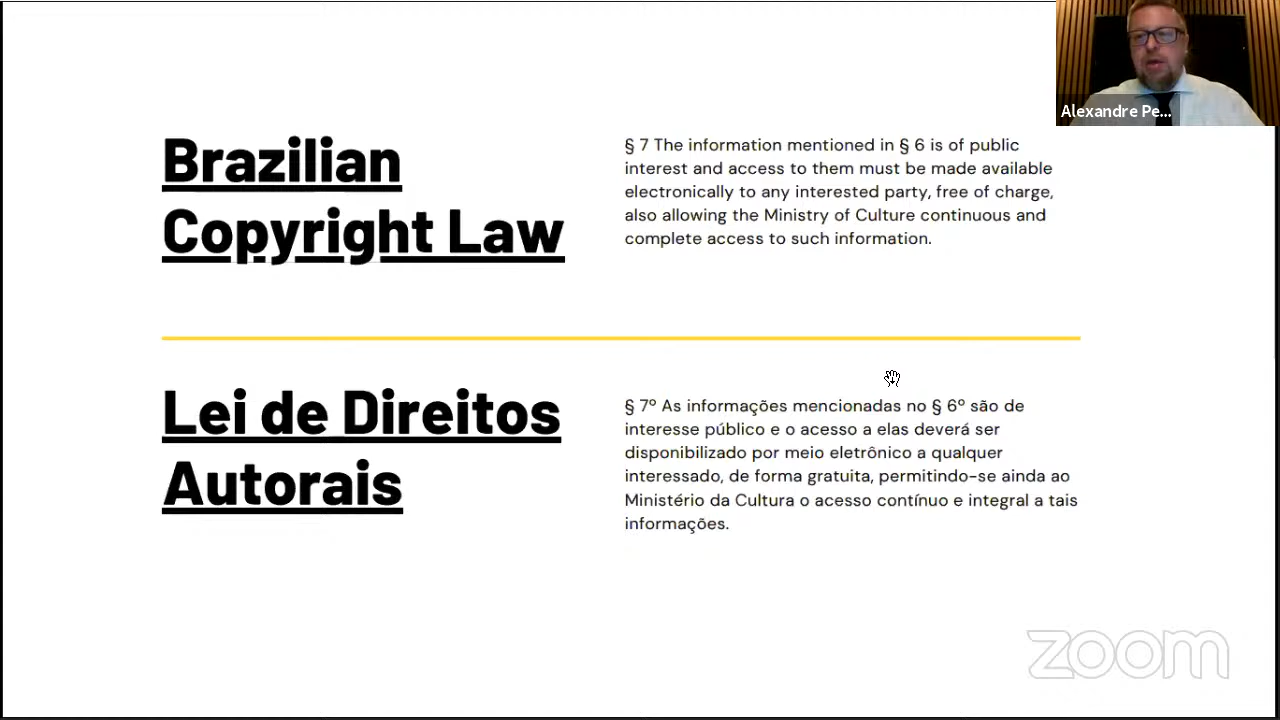 Alexandre Pe...
Brazilian
Copyright Law
§ 7 The information mentioned in § 6 is of public
interest and access to them must be made available
electronically to any interested party, free of charge,
also allowing the Ministry of Culture continuous and
complete access to such information.
Lei de Direitos
Autorais
§ 7º As informações mencionadas no § 6º são de
interesse público e o acesso a elas deverá ser
disponibilizado por meio eletrônico a qualquer
interessado, de forma gratuita, permitindo-se ainda ao
Ministério da Cultura o acesso contínuo e integral a tais
informações.
zoom